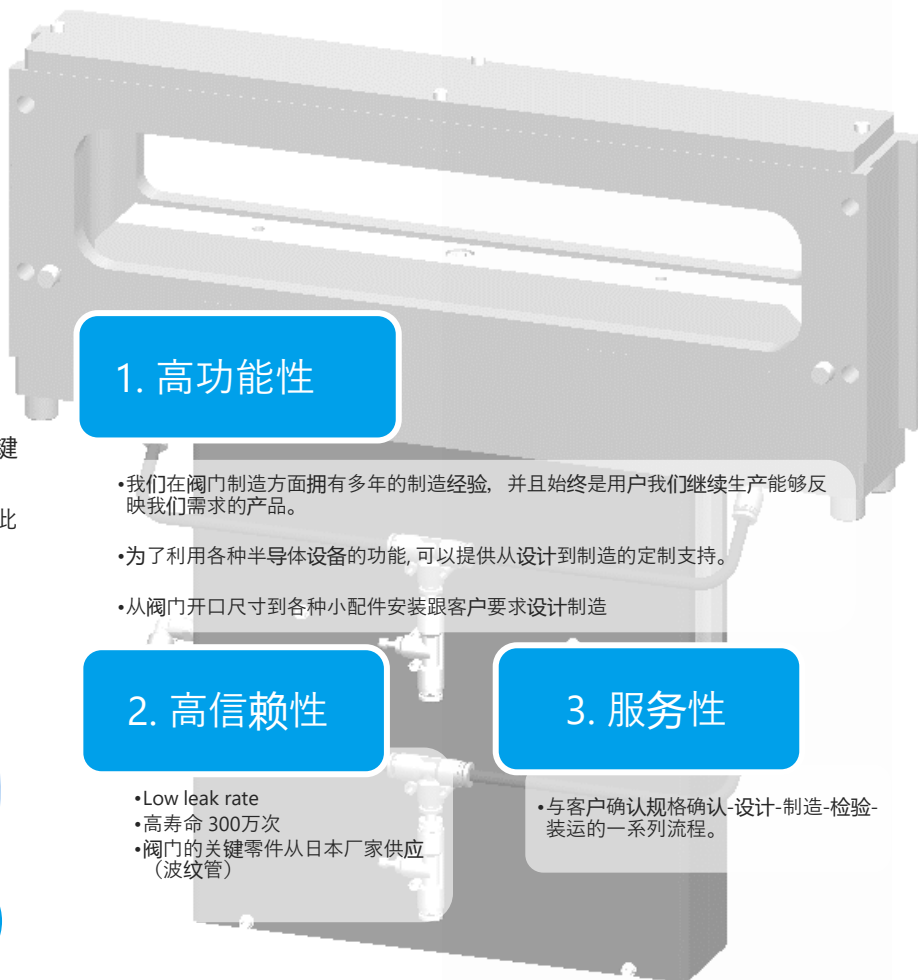 1. 高功能性
键
•我们在阀门制造方面拥有多年的制造经验, 并且始终是用户我们继续生产能够反
映我们需求的产品。
此
•为了利用各种半导体设备的功能, 可以提供从设计到制造的定制支持。
•从阀门开口尺寸到各种小配件安装跟客户要求设计制造
2. 高信赖性
3. 服务性
•Low leak rate
•高寿命 300万次
•阀门的关键零件从日本厂家供应
（波纹管）
•与客户确认规格确认-设计-制造-检验-
装运的一系列流程。